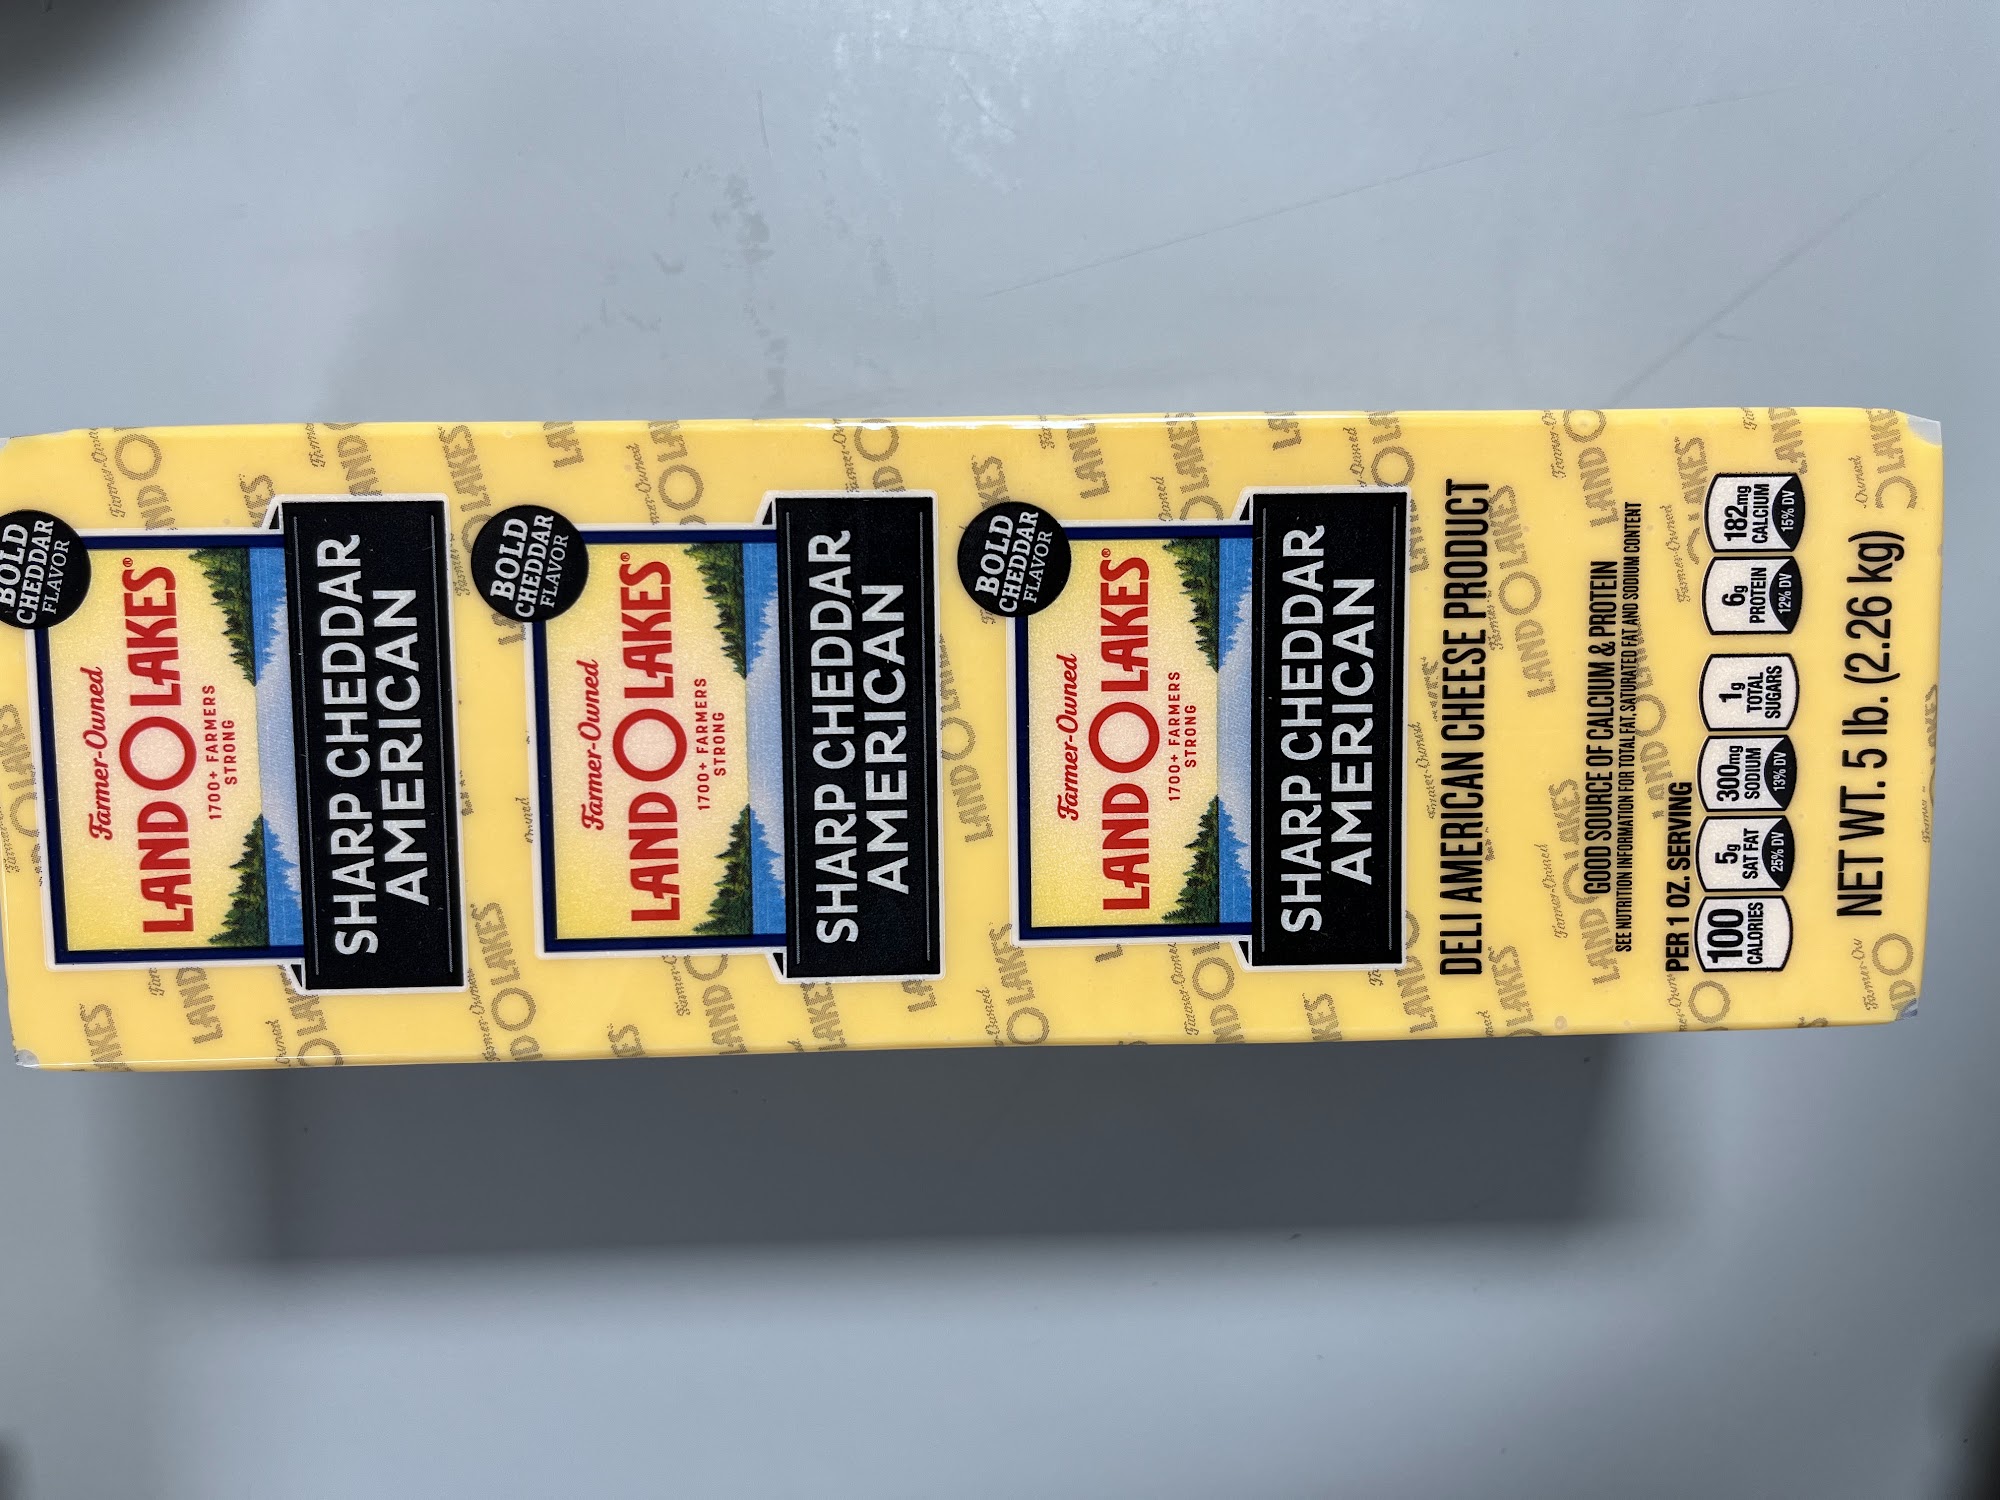 BOLD
CHEDDAR
FLAVOR
Farmer-Owned
LAND O LAKES®
1700+ FARMERS
STRONG
SHARP CHEDDAR
AMERICAN
BOLD
CHEDDAR
FLAVOR
Farmer-Owned
LAND O LAKES®
1700+ FARMERS
STRONG
SHARP CHEDDAR
AMERICAN
BOLD
CHEDDAR
FLAVOR
Farmer-Owned
LAND O LAKES®
1700+ FARMERS
STRONG
SHARP CHEDDAR
AMERICAN
DELI AMERICAN CHEESE PRODUCT
GOOD SOURCE OF CALCIUM & PROTEIN
SEE NUTRITION INFORMATION FOR TOTAL FAT, SATURATED FAT AND SODIUM CONTENT
PER 1 OZ. SERVING
100
CALORIES
5g
SAT FAT
25% DV
300mg
SODIUM
13% DV
1g
TOTAL
SUGARS
6g
PROTEIN
12% DV
182mg
CALCIUM
15% DV
NET WT. 5 lb. (2.26 kg)